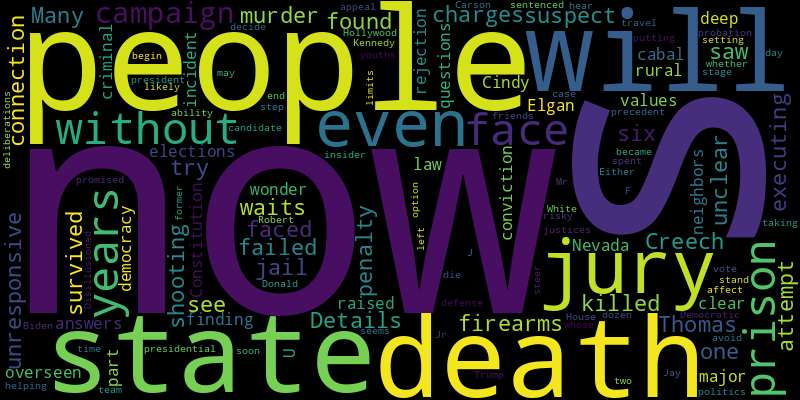 people
will
now
S
state
death
jury
without
even
face
years
prison
Many
campaign
murder
found
charges
suspect
deep
saw
rural
cabal
connection
criminal
incident
Hollywood
Kennedy
youths
appeal
decide
begin
president
likely
may
ability
end
step
candidate
limits
rejection
questions
Carson
sentenced
hear
travel
probation
putting
setting
whether
stage
day
case
precedent
Cindy
Elgan
values
six
became
spent
Either
friends
insider
deliberations
elections
try
wonder
waits
Robert
faced
failed
jail
Donald
former
promised
Constitution
democracy
disillusioned
survived
shooting
see
finding
unresponsive
law
option
left
conviction
Mr
F
White
risky
justices
neighbors
unclear
executing
taking
Nevada
Creech
killed
clear
vote
stand
affect
attempt
Thomas
one
avoid
major
politics
Democratic
House
dozen
whose
firearms
defense
steer
die
J
penalty
raised
Details
seems
Jr
Trump
two
Jay
Biden
answers
time
presidential
soon
U
part
team
overseen
helping